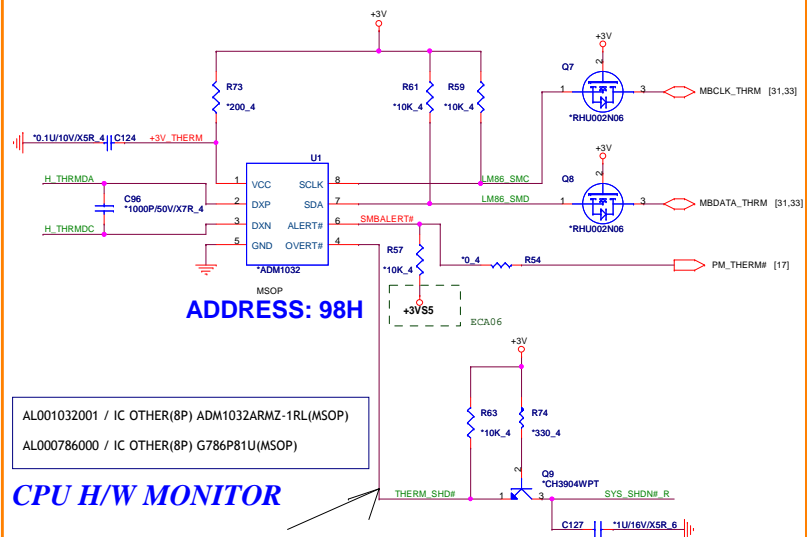 +3V
+3V
Q7
2
R73
*200_4
R61
*10K_4
R59
*10K_4
1
3
MBCLK_THRM [31,33]
*RHU002N06
*0.1U/10V/X5R_4
C124
+3V_THERM
+3V
U1
Q8
2
H_THRMDA
1
VCC
SCLK
8
LM86_SMC
C96
*1000P/50V/X7R_4
2
DXP
SDA
7
LM86_SMD
1
3
MBDATA_THRM [31,33]
H_THRMDC
3
DXN
ALERT#
6
SMBALERT#
*RHU002N06
5
GND
OVERT#
4
R57
*10K_4
*0_4
R54
PM_THERM# [17]
*ADM1032
MSOP
ADDRESS: 98H
+3VS5
ECA06
+3V
AL001032001 / IC OTHER(8P) ADM1032ARMZ-1RL(MSOP)
AL000786000 / IC OTHER(8P) G786P81U(MSOP)
R63
*10K_4
R74
*330_4
2
Q9
*CH3904WPT
CPU H/W MONITOR
THERM_SHD#
1
3
SYS_SHDN#_R
C127
*1U/16V/X5R_6